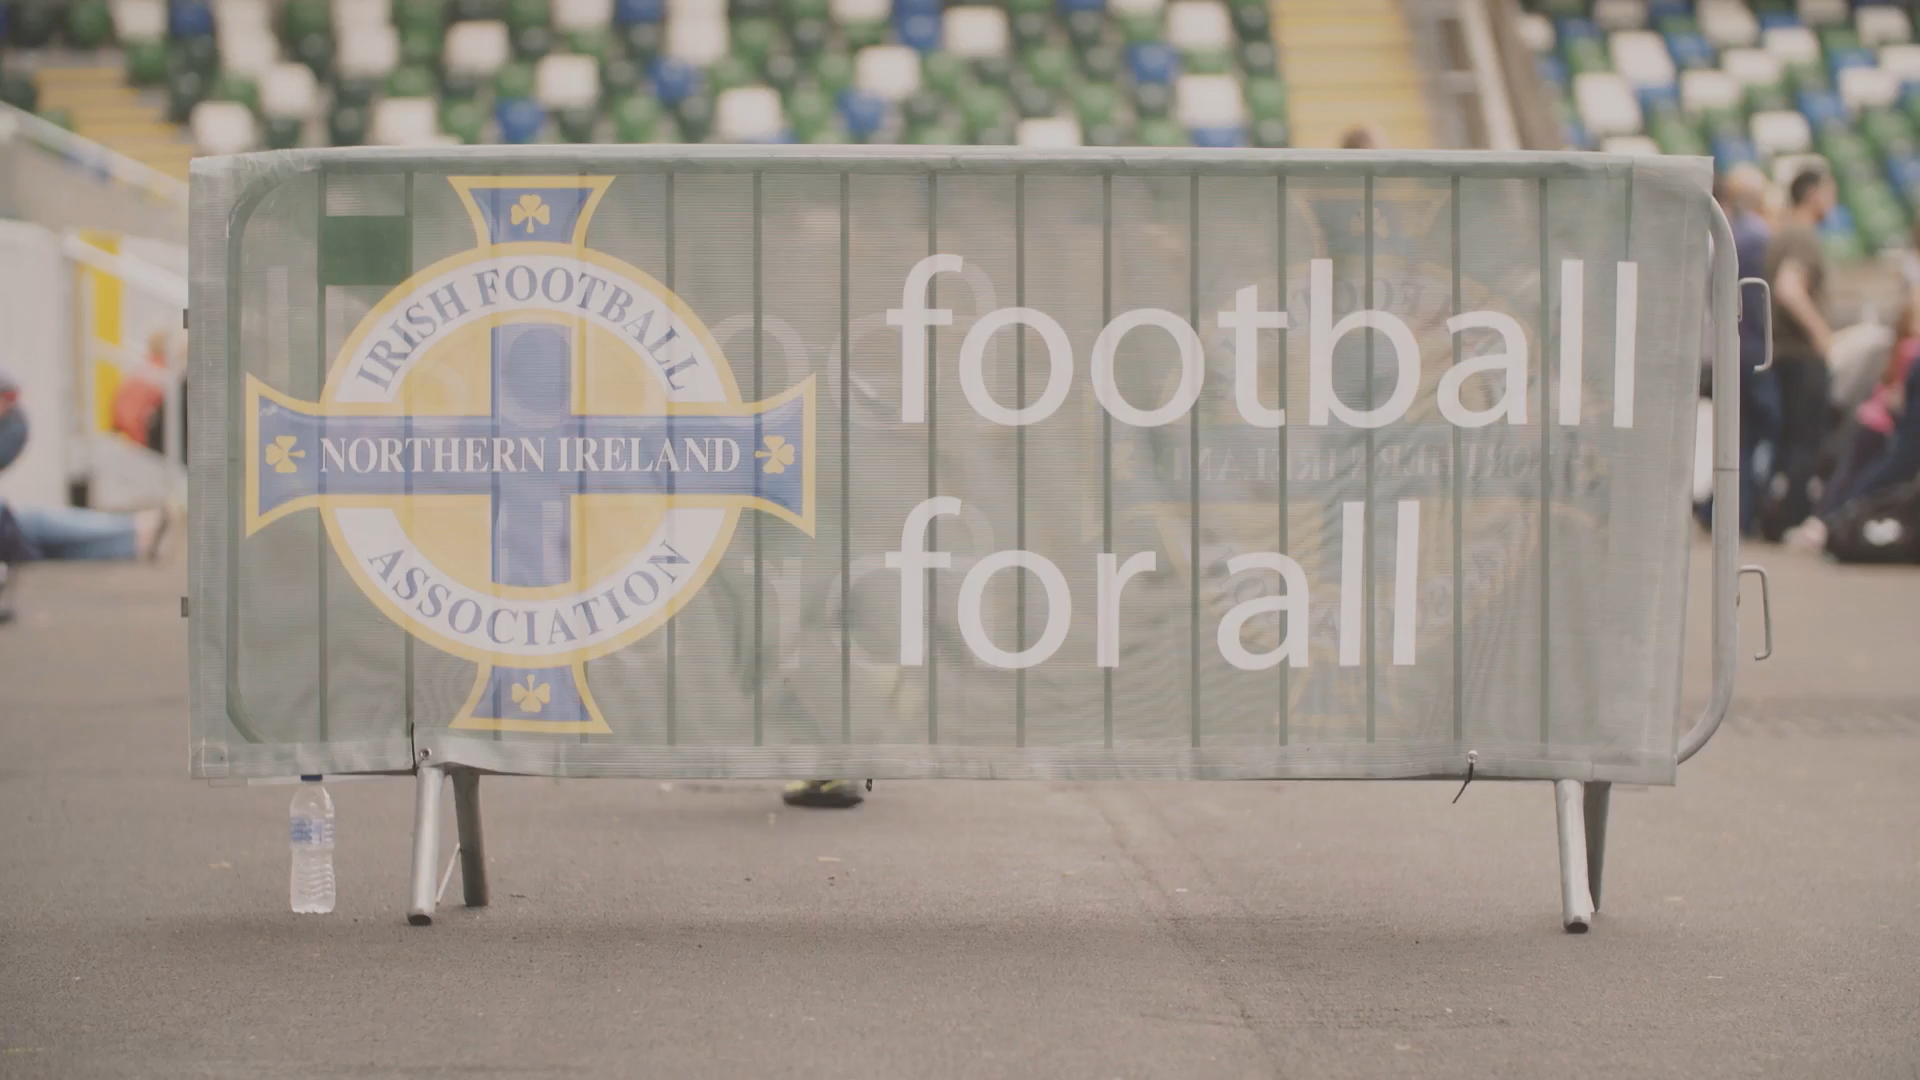 IRISH FOOTBALL
NORTHERN IRELAND
ASSOCIATION
football
for all